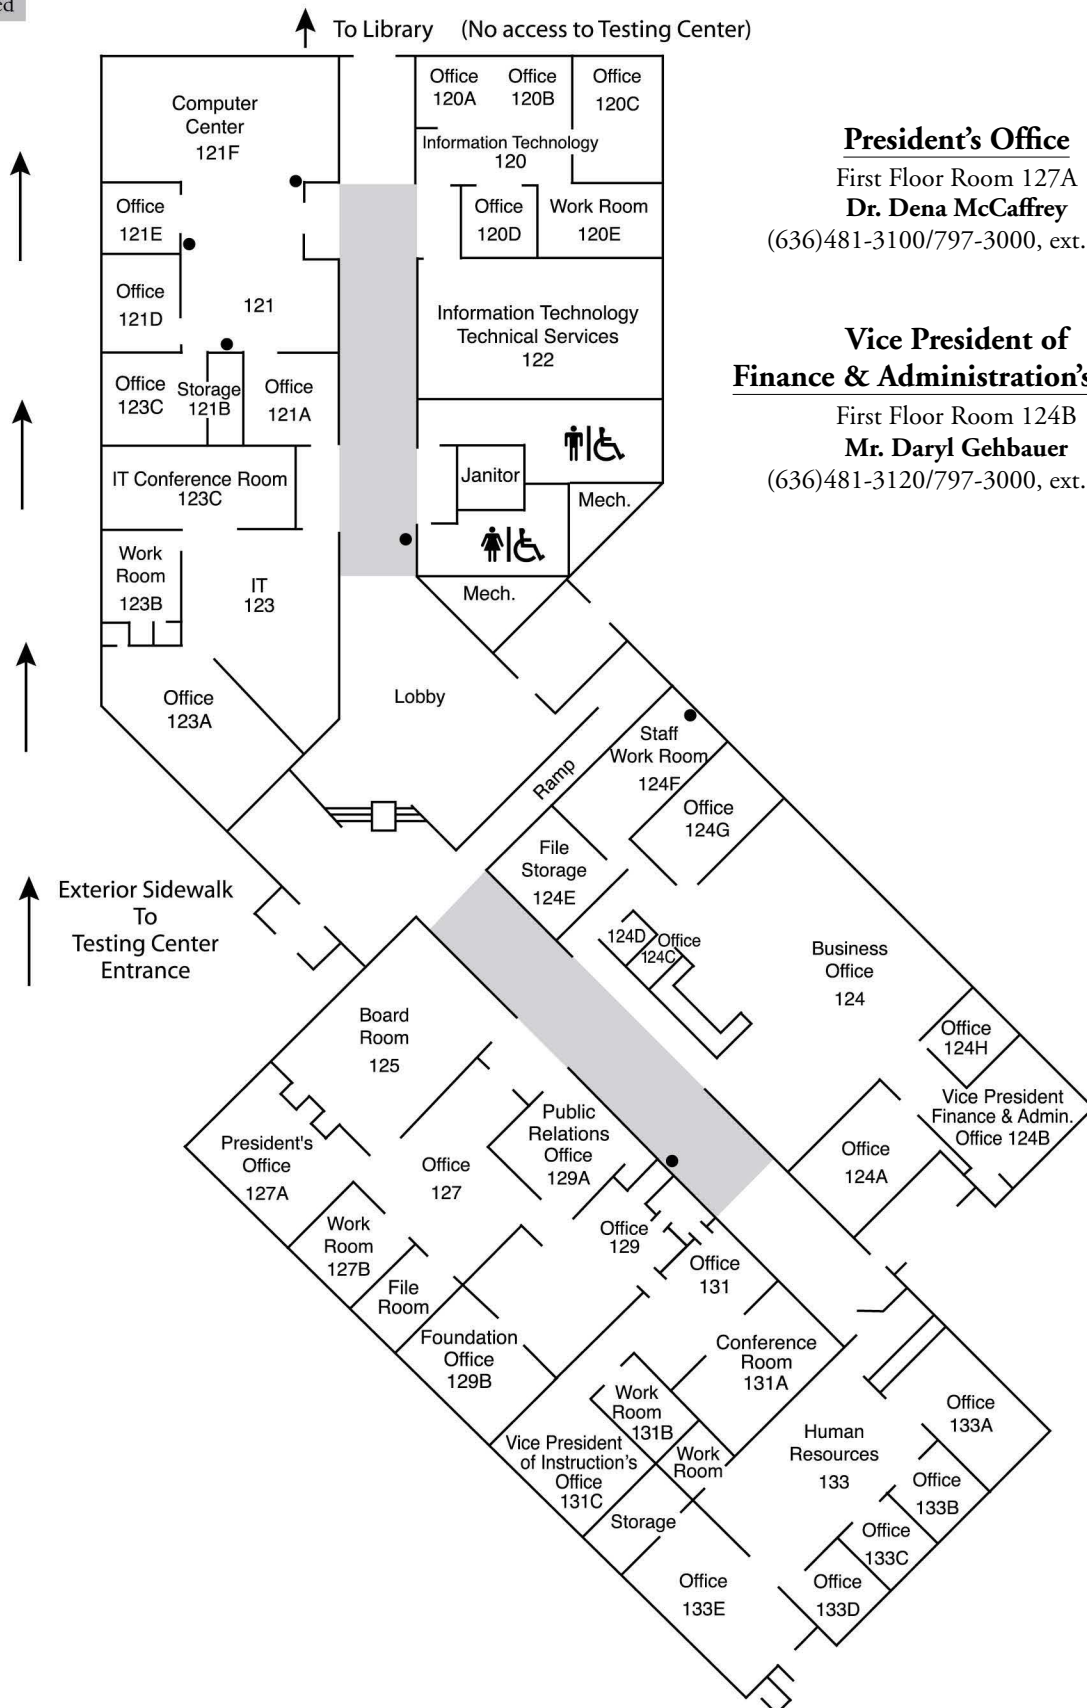 ed
To Library (No access to Testing Center)
Computer
Center
121F
Office
120A
Office
120B
Office
120C
Information Technology
120
Office
121E
Office
120D
Work Room
120E
Office
121D
121
Information Technology
Technical Services
122
Office
123C
Storage
121B
Office
121A
IT Conference Room
123C
Janitor
Mech.
Work
Room
123B
IT
123
Mech.
Office
123A
Lobby
Ramp
Staff
Work Room
124F
Office
124G
File
Storage
124E
Exterior Sidewalk
To
Testing Center
Entrance
124D
Office
124C
Business
Office
124
Office
124H
Vice President
Finance & Admin.
Office 124B
Office
124A
Board
Room
125
Public
Relations
Office
129A
President's
Office
127A
Office
127
Work
Room
127B
File
Room
Office
129
Office
131
Foundation
Office
129B
Conference
Room
131A
Work
Room
131B
Work
Room
Vice President
of Instruction's
Office
131C
Storage
Human
Resources
133
Office
133A
Office
133B
Office
133C
Office
133D
Office
133E
President’s Office
First Floor Room 127A
Dr. Dena McCaffrey
(636)481-3100/797-3000, ext.
Vice President of
Finance & Administration’s
First Floor Room 124B
Mr. Daryl Gehbauer
(636)481-3120/797-3000, ext.